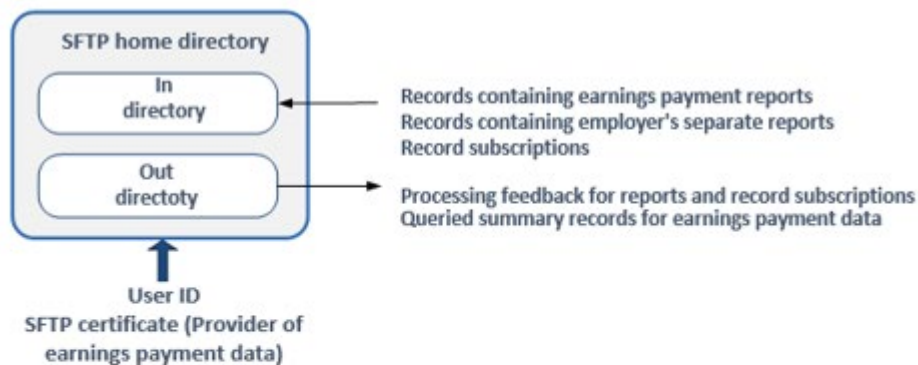 SFTP home directory
In
directory
Out
directoty
Records containing earnings payment reports
Records containing employer's separate reports
Record subscriptions
Processing feedback for reports and record subscriptions
Queried summary records for earnings payment data
User ID
SFTP certificate (Provider of
earnings payment data)